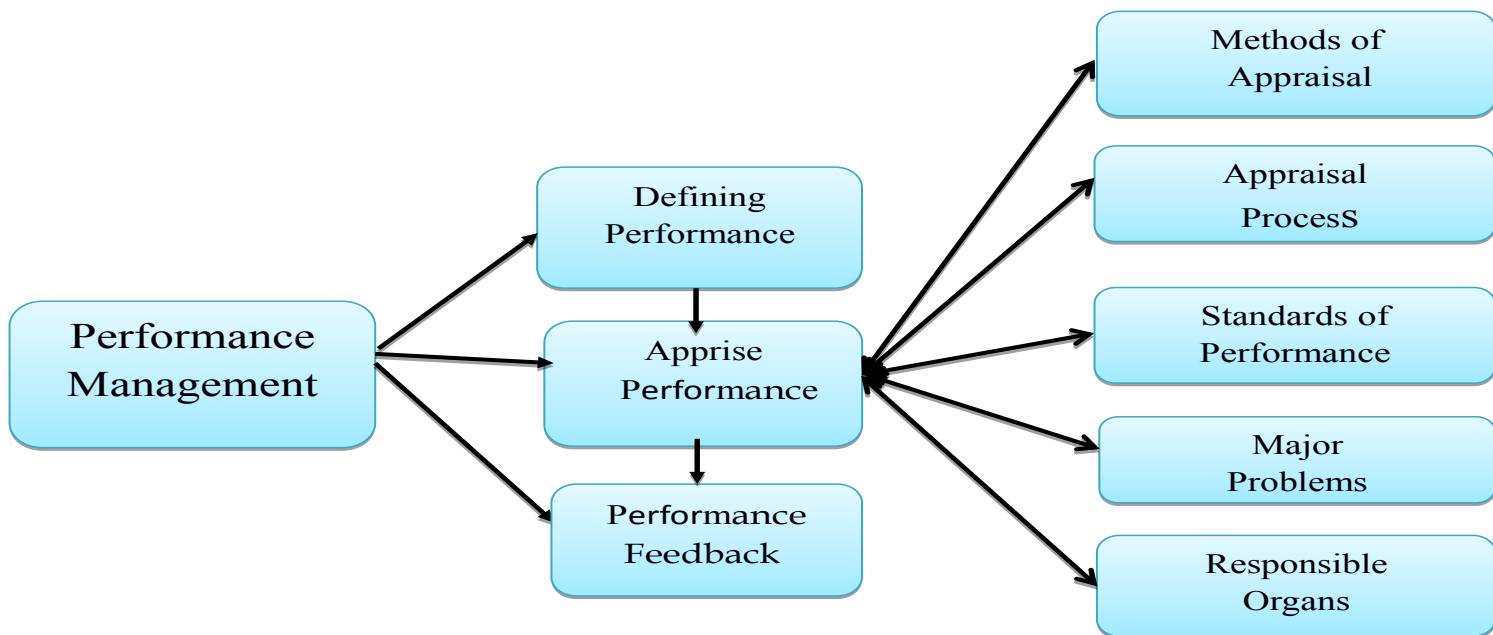 Performance
Management
Defining
Performance
Apprise
Performance
Performance
Feedback
Methods of
Appraisal
Appraisal
ProcesS
Standards of
Performance
Major
Problems
Responsible
Organs